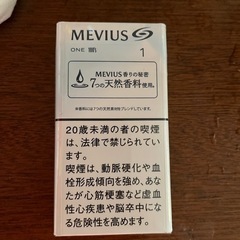 MEVIUS
ONE
1
MEVIUS 香りの秘密
7つの天然香料使用。
20歳未満の者の喫煙
は、法律で禁じられてい
ます。
喫煙は、動脈硬化や血
栓形成傾向を強め、あな
たが心筋梗塞など虚血
性心疾患や脳卒中にな
る危険性を高めます。